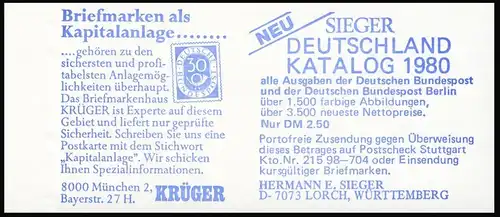 Briefmarken als
Kapitalanlage........
....gehören zu den
sichersten und profi-
tabelsten Anlagemög-
lichkeiten überhaupt.
Das Briefmarkenhaus
KRÜGER ist Experte auf diesem
Gebiet und liefert nur geprüfte
Sicherheit. Schreiben Sie uns eine
Postkarte mit dem Stichwort
„Kapitalanlage". Wir schicken
Ihnen Spezialinformationen.
8000 München 2,
Bayerstr. 27 H.
KRÜGER
30
NEU
SIEGER
DEUTSCHLAND
KATALOG 1980
alle Ausgaben der Deutschen Bundespost
und der Deutschen Bundespost Berlin
über 1.500 farbige Abbildungen,
über 3.500 neueste Nettopreise.
Nur DM 2.50
Portofreie Zusendung gegen Überweisung
dieses Betrages auf Postscheck Stuttgart
Kto.Nr. 215 98-704 oder Einsendung
kursgültiger Briefmarken.
HERMANN E. SIEGER
D- 7073 LORCH, WÜRTTEMBERG